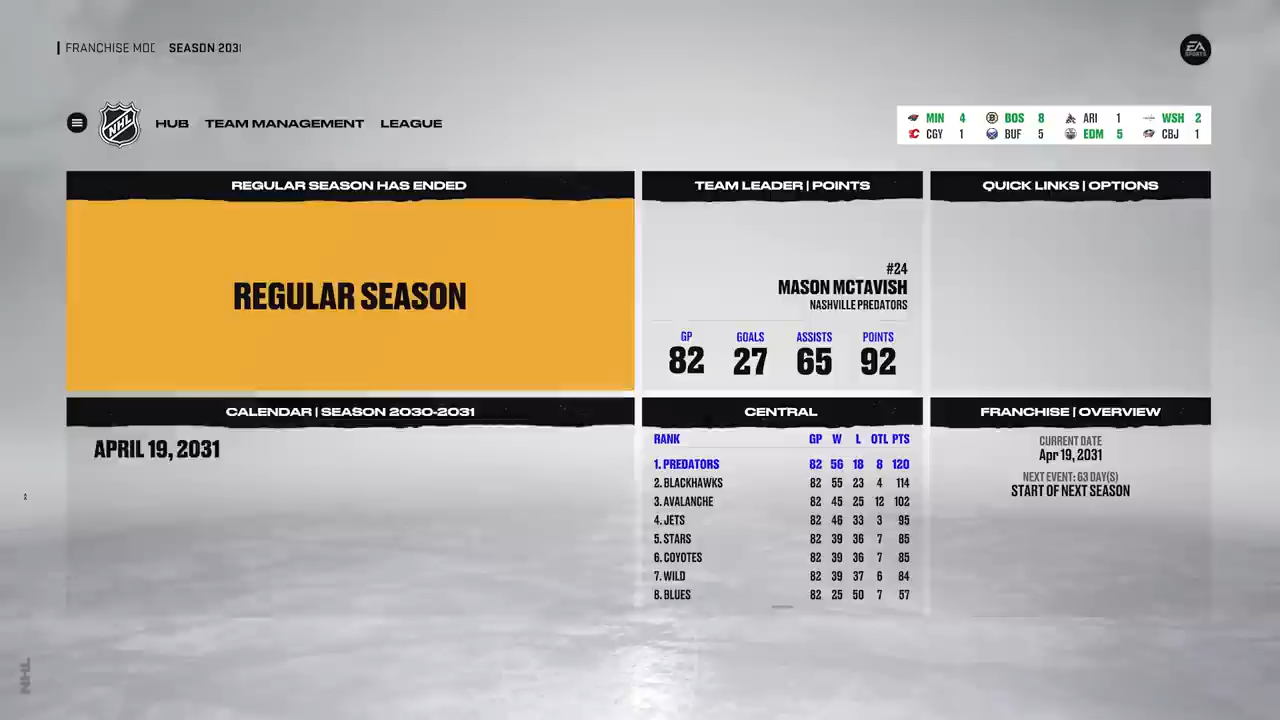 FRANCHISE MOD SEASON 203
EA SPORTS
NHL HUB TEAM MANAGEMENT LEAGUE
MIN 4 BOS 8 ARI 1 WSH 2
CGY 1 BUF 5 EDM 5 CBJ 1
REGULAR SEASON HAS ENDED
REGULAR SEASON
TEAM LEADER | POINTS
#24
MASON MCTAVISH
NASHVILLE PREDATORS
GP GOALS ASSISTS POINTS
82 27 65 92
QUICK LINKS | OPTIONS
CALENDAR | SEASON 2030-2031
APRIL 19, 2031
CENTRAL
RANK GP W L OTL PTS
1. PREDATORS 82 56 18 8 120
2. BLACKHAWKS 82 55 23 4 114
3. AVALANCHE 82 45 25 12 102
4. JETS 82 46 33 3 95
5. STARS 82 39 36 7 85
6. COYOTES 82 39 36 7 85
7. WILD 82 39 37 6 84
8. BLUES 82 25 50 7 57
FRANCHISE | OVERVIEW
CURRENT DATE
Apr 19, 2031
NEXT EVENT: 63 DAY(S)
START OF NEXT SEASON
NHL